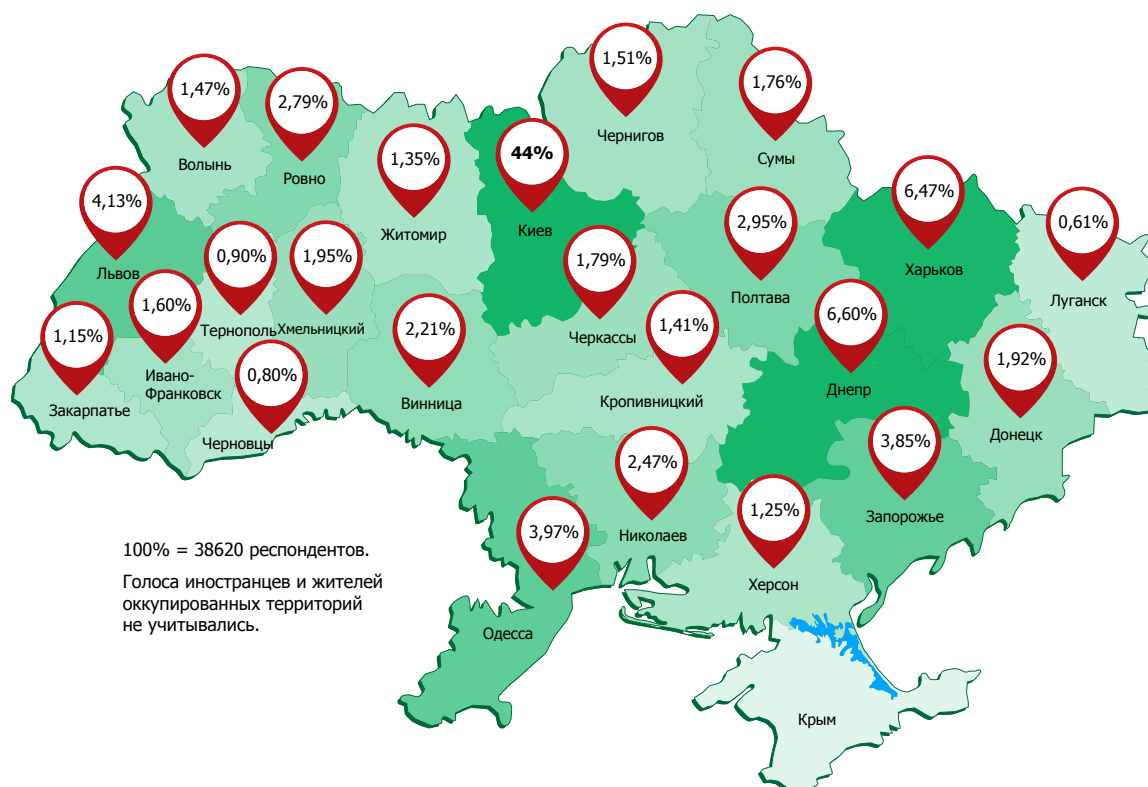 1,51%
Чернигов
1,76%
Сумы
1,47%
Волынь
2,79%
Ровно
1,35%
Житомир
44%
Киев
4,13%
Львов
6,47%
Харьков
0,61%
Луганск
2,95%
Полтава
0,90%
Тернополь
1,95%
Хмельницкий
1,79%
Черкассы
1,60%
Ивано-
Франковск
1,15%
Закарпатье
2,21%
Винница
1,41%
Кропивницкий
6,60%
Днепр
1,92%
Донецк
0,80%
Черновцы
3,85%
Запорожье
2,47%
Николаев
1,25%
Херсон
3,97%
Одесса
Крым
100% = 38620 респондентов.
Голоса иностранцев и жителей
оккупированных территорий
не учитывались.